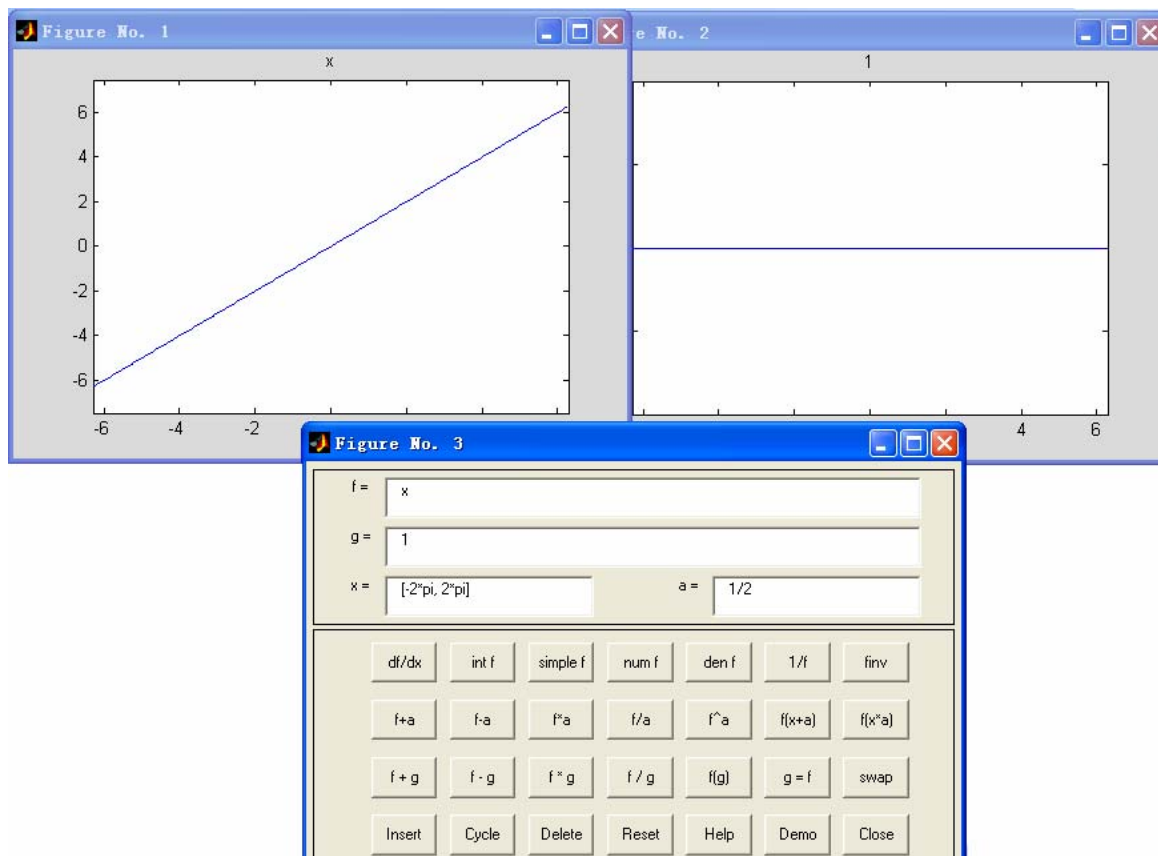 Figure No. 1
x
6
4
2
0
-2
-4
-6
-6 -4 -2
e No. 2
1
4 6
Figure No. 3
f = x
g = 1
x = [-2*pi, 2*pi] a = 1/2
df/dx int f simple f num f den f 1/f finv
f+a f-a f*a f/a f^a f(x+a) f(x*a)
f + g f - g f * g f / g f(g) g = f swap
Insert Cycle Delete Reset Help Demo Close